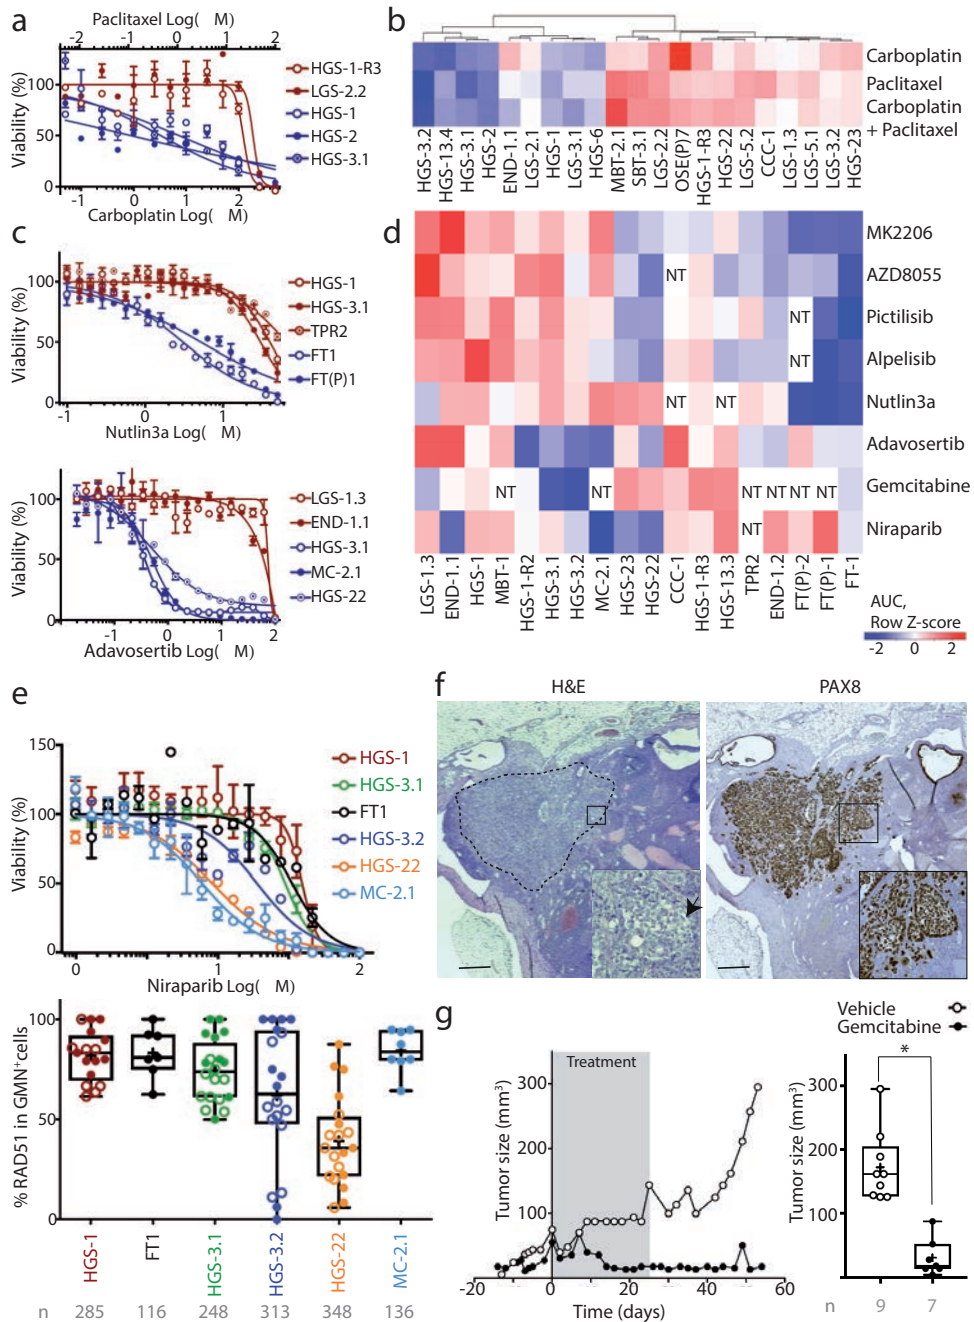 a
Paclitaxel Log( M)
-2 -1 0 1 2
Viability (%)
100
50
0
-1 0 1 2
Carboplatin Log( M)
HGS-1-R3
LGS-2.2
HGS-1
HGS-2
HGS-3.1
b
Carboplatin
Paclitaxel
Carboplatin
+ Paclitaxel
HGS-3.2
HGS-13.4
HGS-3.1
HGS-2
END-1.1
LGS-2.1
HGS-1
LGS-3.1
HGS-6
MBT-2.1
SBT-3.1
LGS-2.2
OSE(P)7
HGS-1-R3
HGS-22
LGS-5.2
CCC-1
LGS-1.3
LGS-5.1
LGS-3.2
HGS-23
c
Viability (%)
100
50
0
-1 0 1
Nutlin3a Log( M)
HGS-1
HGS-3.1
TPR2
FT1
FT(P)1
Viability (%)
100
50
0
-1 0 1 2
Adavosertib Log( M)
LGS-1.3
END-1.1
HGS-3.1
MC-2.1
HGS-22
d
MK2206
AZD8055
NT
Pictilisib
NT
Alpelisib
NT
Nutlin3a
NT NT
Adavosertib
Gemcitabine
NT NT NT NT NT NT
Niraparib
NT
LGS-1.3
END-1.1
HGS-1
MBT-1
HGS-1-R2
HGS-3.1
HGS-3.2
MC-2.1
HGS-23
HGS-22
CCC-1
HGS-1-R3
HGS-13.3
TPR2
END-1.2
FT(P)-2
FT(P)-1
FT-1
AUC,
Row Z-score
-2 0 2
e
Viability (%)
150
100
50
0
0 1 2
Niraparib Log( M)
HGS-1
HGS-3.1
FT1
HGS-3.2
HGS-22
MC-2.1
% RAD51 in GMN+cells
100
50
0
HGS-1
FT1
HGS-3.1
HGS-3.2
HGS-22
MC-2.1
n 285 116 248 313 348 136
f
H&E
PAX8
g
Vehicle
Gemcitabine
Treatment
Tumor size (mm³)
300
200
100
-20 0 20 40 60
Time (days)
*
Tumor size (mm³)
300
200
100
n 9 7